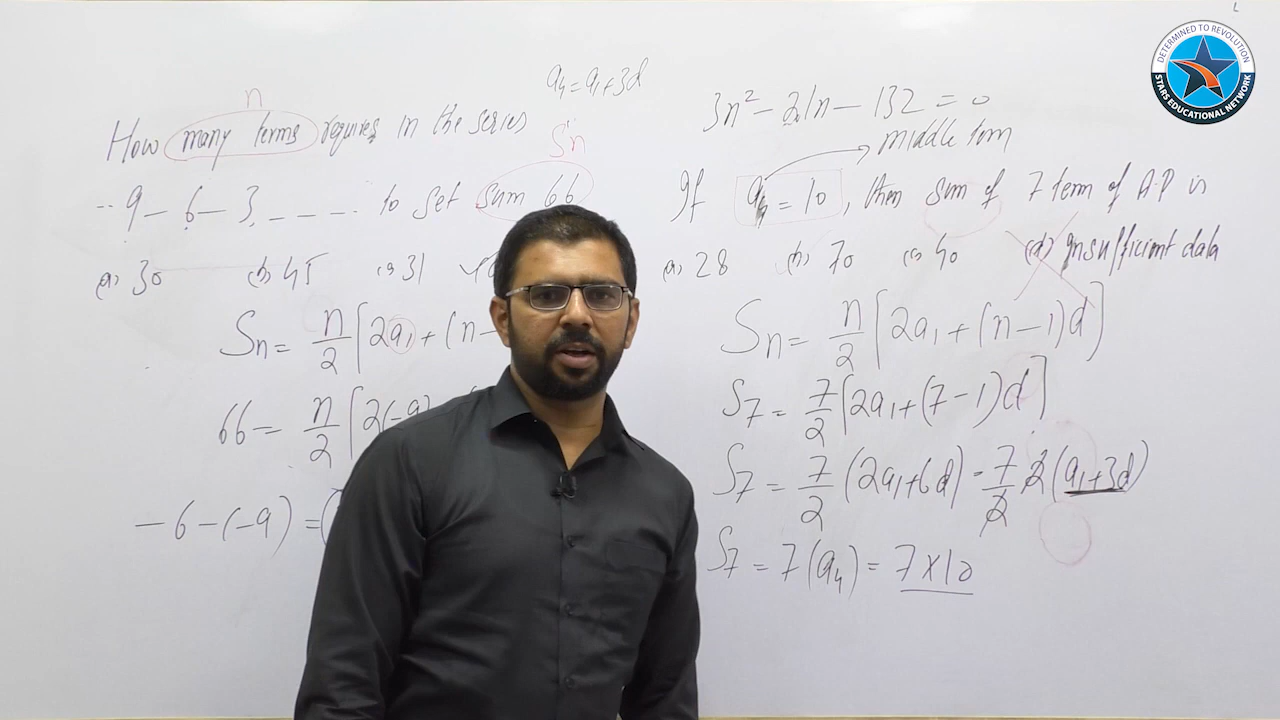 a4 = a1 + 3d
n
How many terms requires in the series
Sn
-- 9 – 6 – 3, _ _ _ _ . to get sum 66
(a) 30 (b) 45 (c) 31
Sn = n/2 [2a1 + (n –
66 = n/2 [2(-9)
– 6 – (–9) =
3n² – 21n – 132 = 0
middle term
If a4 = 10, then sum of 7 term of A.P is
(a) 28 (b) 70 (c) 40 (d) Insufficient data
Sn = n/2 [2a1 + (n – 1)d]
S7 = 7/2 [2a1 + (7 – 1)d]
S7 = 7/2 (2a1 + 6d) = 7/2 2 (a1 + 3d)
S7 = 7(a4) = 7 × 10
DETERMINED TO REVOLUTION
STARS EDUCATIONAL NETWORK